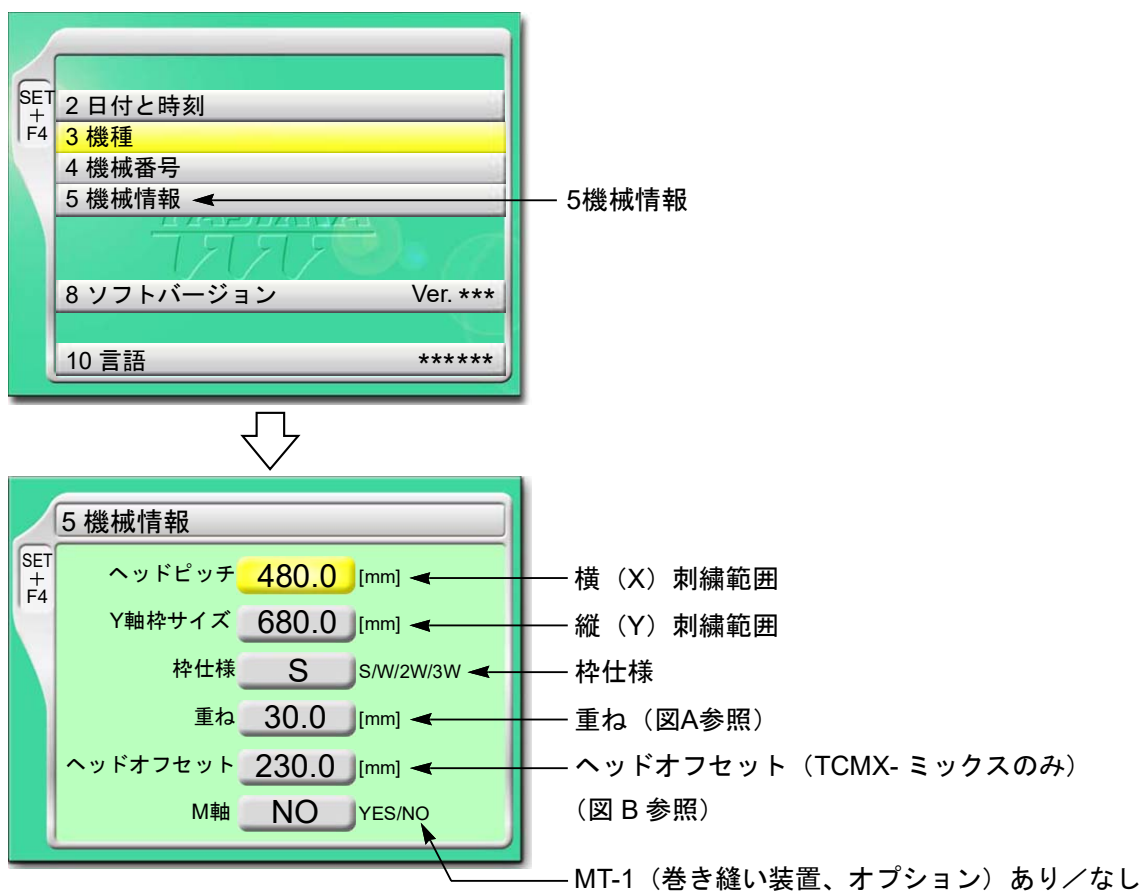 SET
+
F4
2 日付と時刻
3 機種
4 機械番号
5 機械情報
5機械情報
TAJIMA
8 ソフトバージョン Ver. ***
10 言語 ******
5 機械情報
SET
+
F4
ヘッドピッチ 480.0 [mm] 横（X）刺繍範囲
Y軸枠サイズ 680.0 [mm] 縦（Y）刺繍範囲
枠仕様 S S/W/2W/3W 枠仕様
重ね 30.0 [mm] 重ね（図A参照）
ヘッドオフセット 230.0 [mm] ヘッドオフセット（TCMX- ミックスのみ）
（図 B 参照）
M軸 NO YES/NO
MT-1（巻き縫い装置、オプション）あり／なし